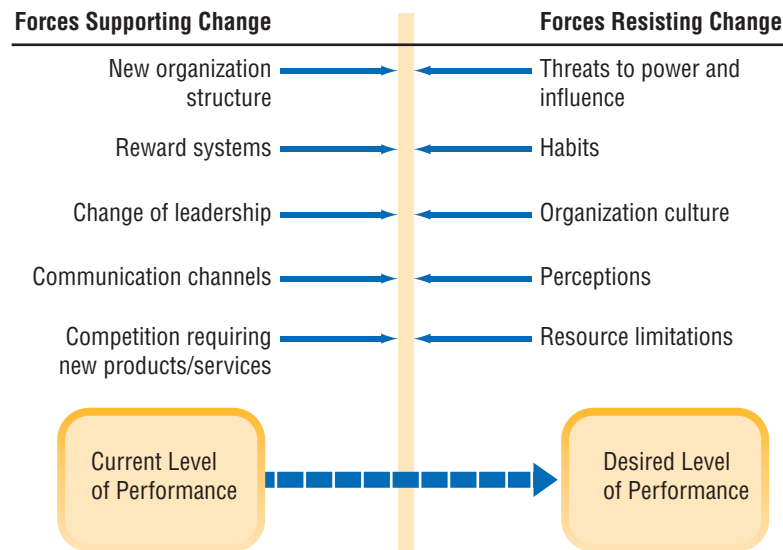 Forces Supporting Change
Forces Resisting Change
New organization
structure
Threats to power and
influence
Reward systems
Habits
Change of leadership
Organization culture
Communication channels
Perceptions
Competition requiring
new products/services
Resource limitations
Current Level
of Performance
Desired Level
of Performance